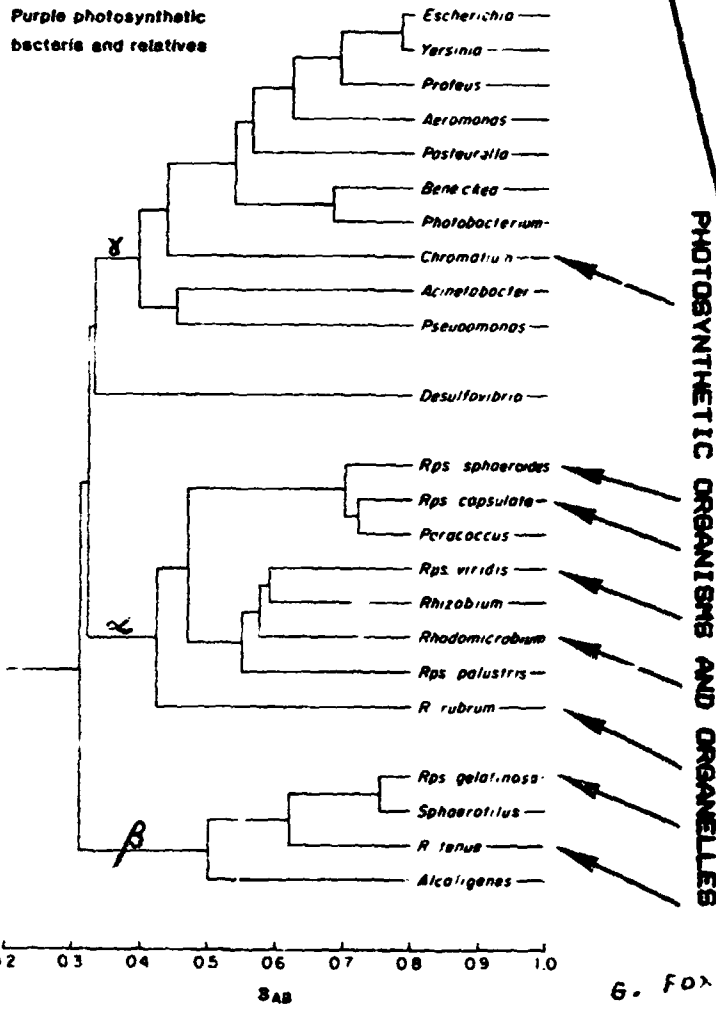 Purple photosynthetic
bacteria and relatives
Escherichia
Yersinia
Proteus
Aeromonas
Pasteurella
Beneckea
Photobacterium
Chromatium
Acinetobacter
Pseudomonas
Desulfovibrio
Rps sphaeroides
Rps capsulata
Paracoccus
Rps. viridis
Rhizobium
Rhodomicrobium
Rps palustris
R rubrum
Rps gelatinosa
Sphaerotilus
R tenue
Alcaligenes
γ
α
β
0.2 0.3 0.4 0.5 0.6 0.7 0.8 0.9 1.0
SAB
PHOTOSYNTHETIC ORGANISMS AND ORGANELLES
G. FOX